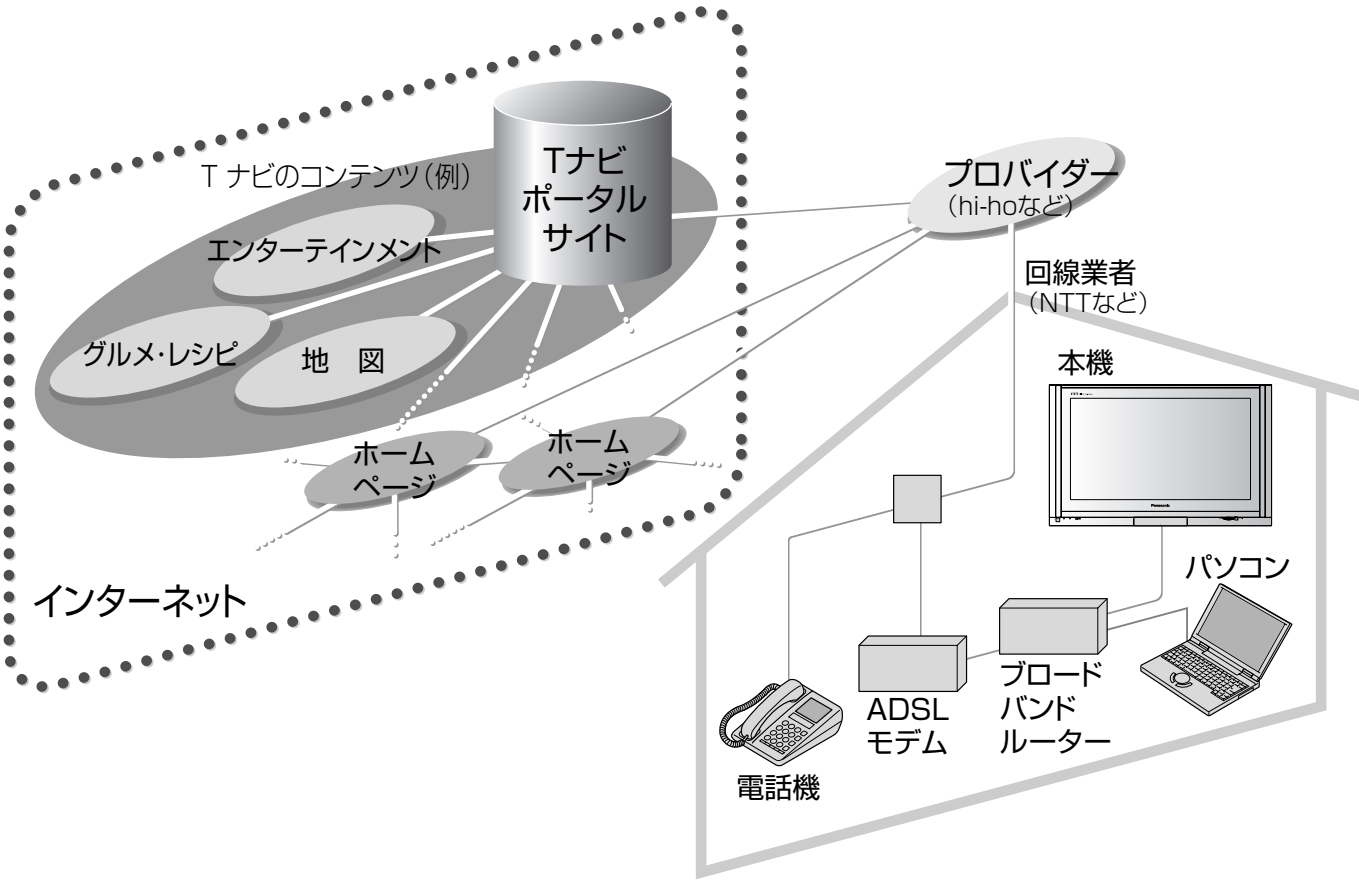 T ナビのコンテンツ（例）
Tナビ
ポータル
サイト
エンターテインメント
グルメ・レシピ
地　図
ホーム
ページ
ホーム
ページ
インターネット
プロバイダー
（hi-hoなど）
回線業者
（NTTなど）
本機
Panasonic
パソコン
ブロード
バンド
ルーター
ADSL
モデム
電話機